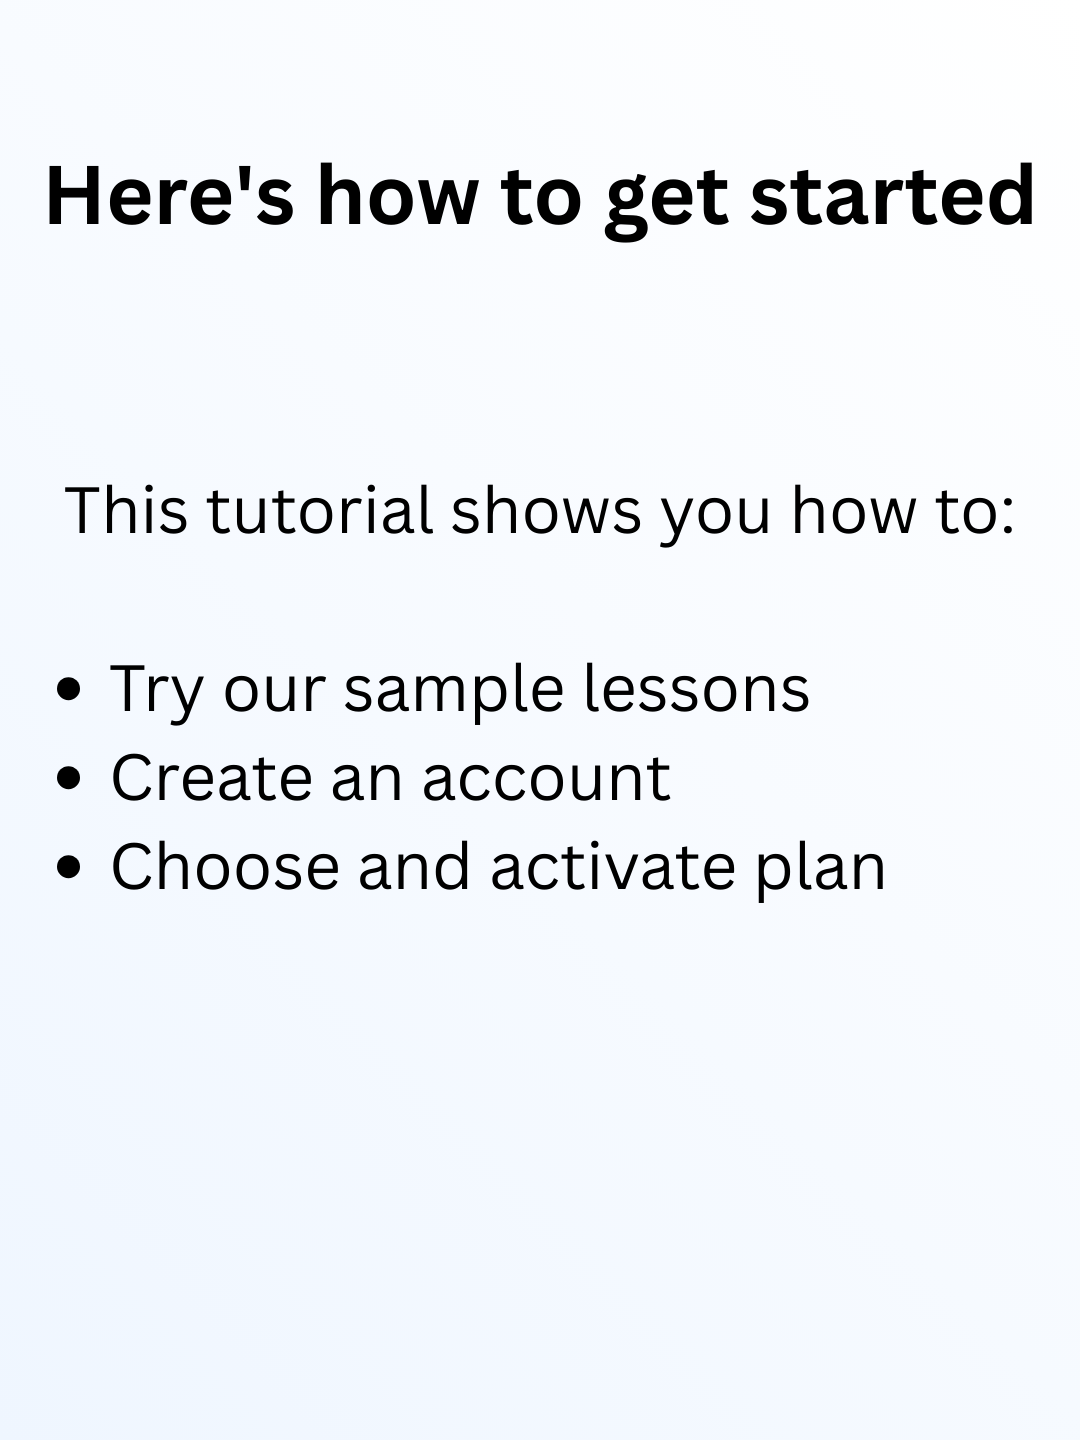 Here's how to get started
This tutorial shows you how to:
• Try our sample lessons
• Create an account
• Choose and activate plan